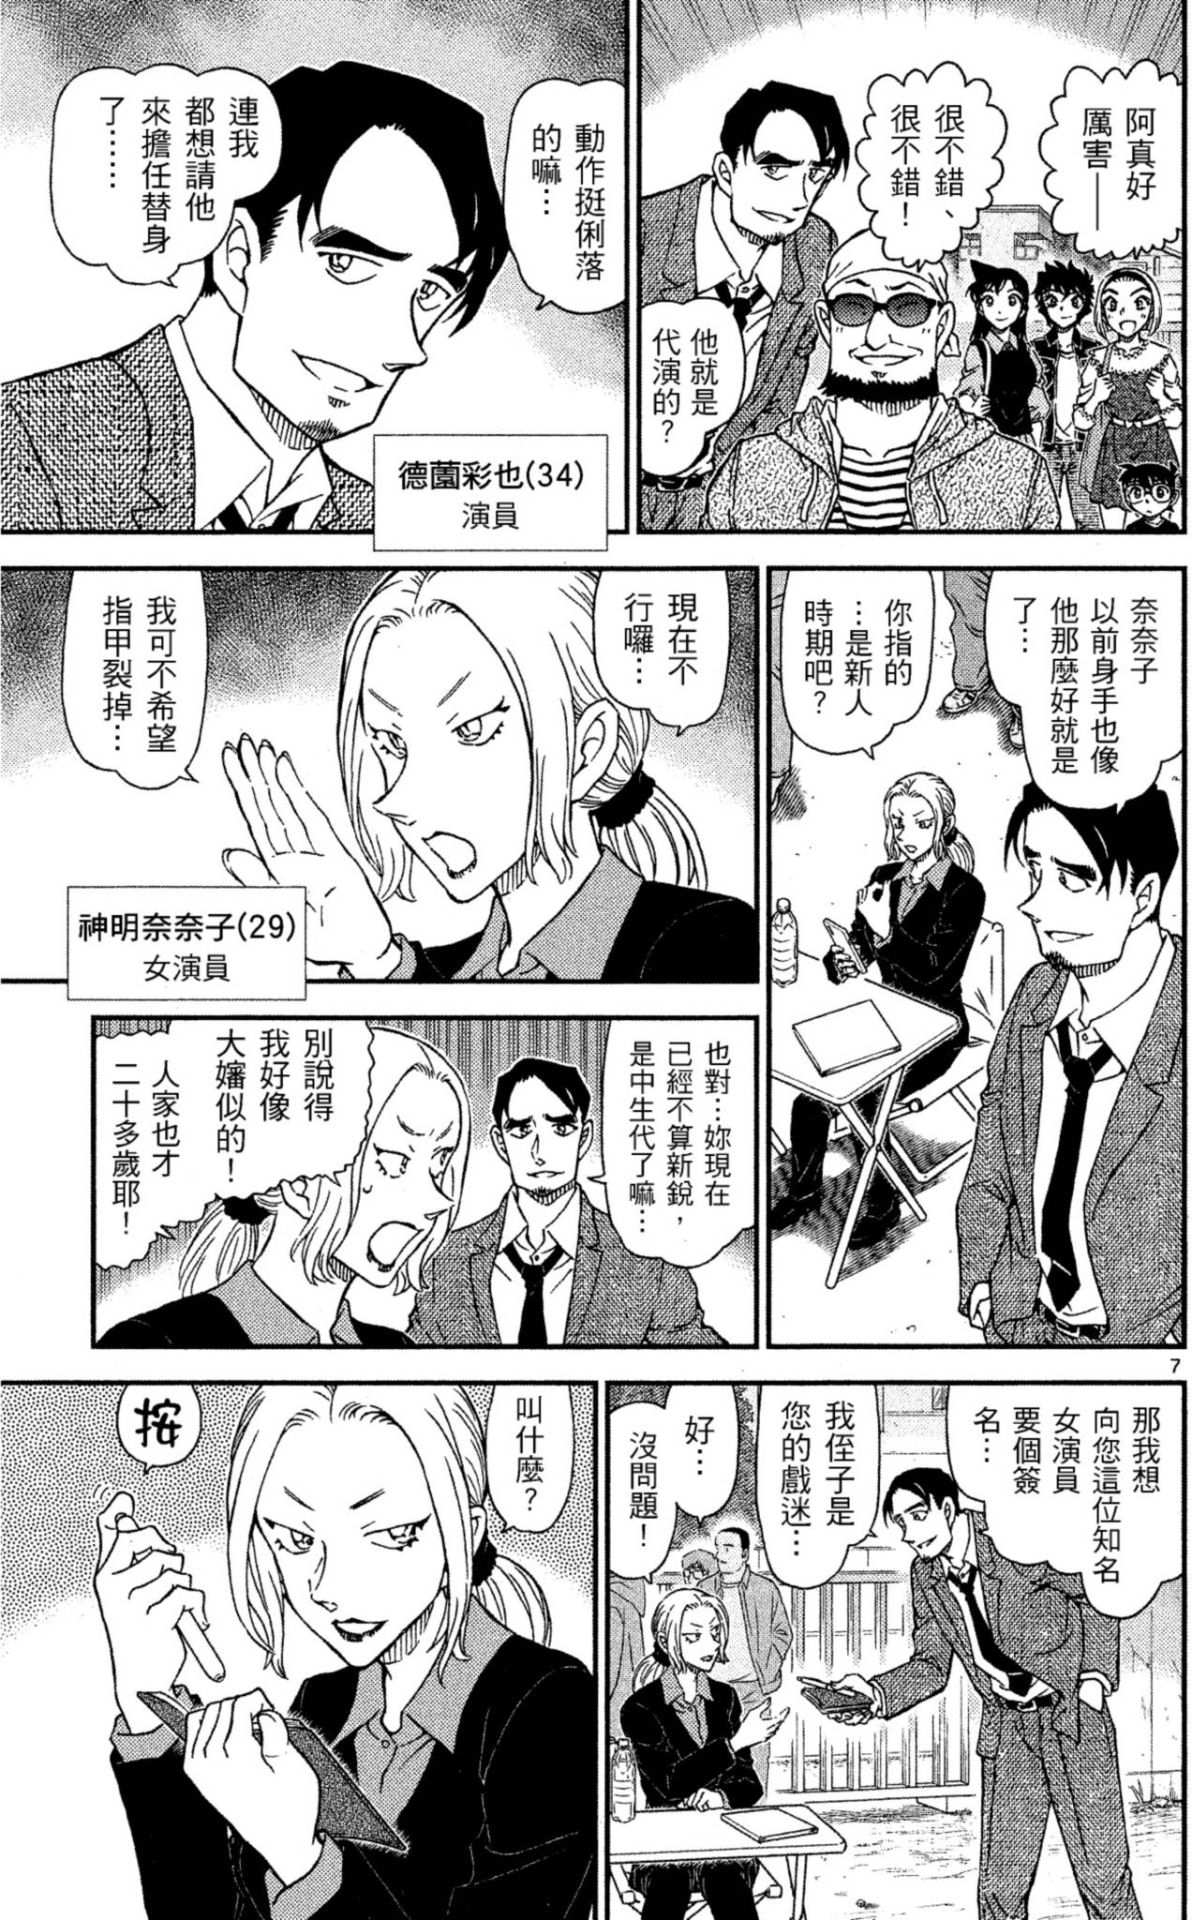 阿真好
厲害——
很不錯、
很不錯！
他就是
代演的？
動作挺俐落
的嘛…
連我
都想請他
來擔任替身
了……
德薗彩也(34)
演員
奈奈子
以前身手也像
他那麼好就是
了…
你指的
…是新人
時期吧？
現在不
行囉…
我可不希望
指甲裂掉…
神明奈奈子(29)
女演員
也對…妳現在
已經不算新銳，
是中生代了嘛…
別說得
我好像
大嬸似的！
人家也才
二十多歲耶！
7
那我想
向您這位知名
女演員
要個簽
名…
我侄子是
您的戲迷…
好…
沒問題！
叫什麼？
按